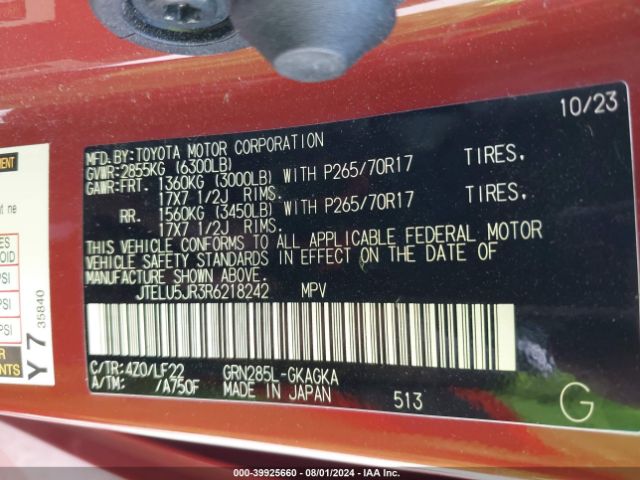 10/23
MFD.BY:TOYOTA MOTOR CORPORATION
GVWR:2855KG (6300LB)
GAWR:FRT. 1360KG (3000LB) WITH P265/70R17 TIRES,
17X7 1/2J RIMS.
RR. 1560KG (3450LB) WITH P265/70R17 TIRES,
17X7 1/2J RIMS.
THIS VEHICLE CONFORMS TO ALL APPLICABLE FEDERAL MOTOR
VEHICLE SAFETY STANDARDS IN EFFECT ON THE DATE OF
MANUFACTURE SHOWN ABOVE.
JTELU5JR3R6218242 MPV
C/TR:4Z0/LF22 GRN285L-GKAGKA
A/TM: /A750F MADE IN JAPAN
513
G
Y7
35840
000-39925660 - 08/01/2024 - IAA Inc.